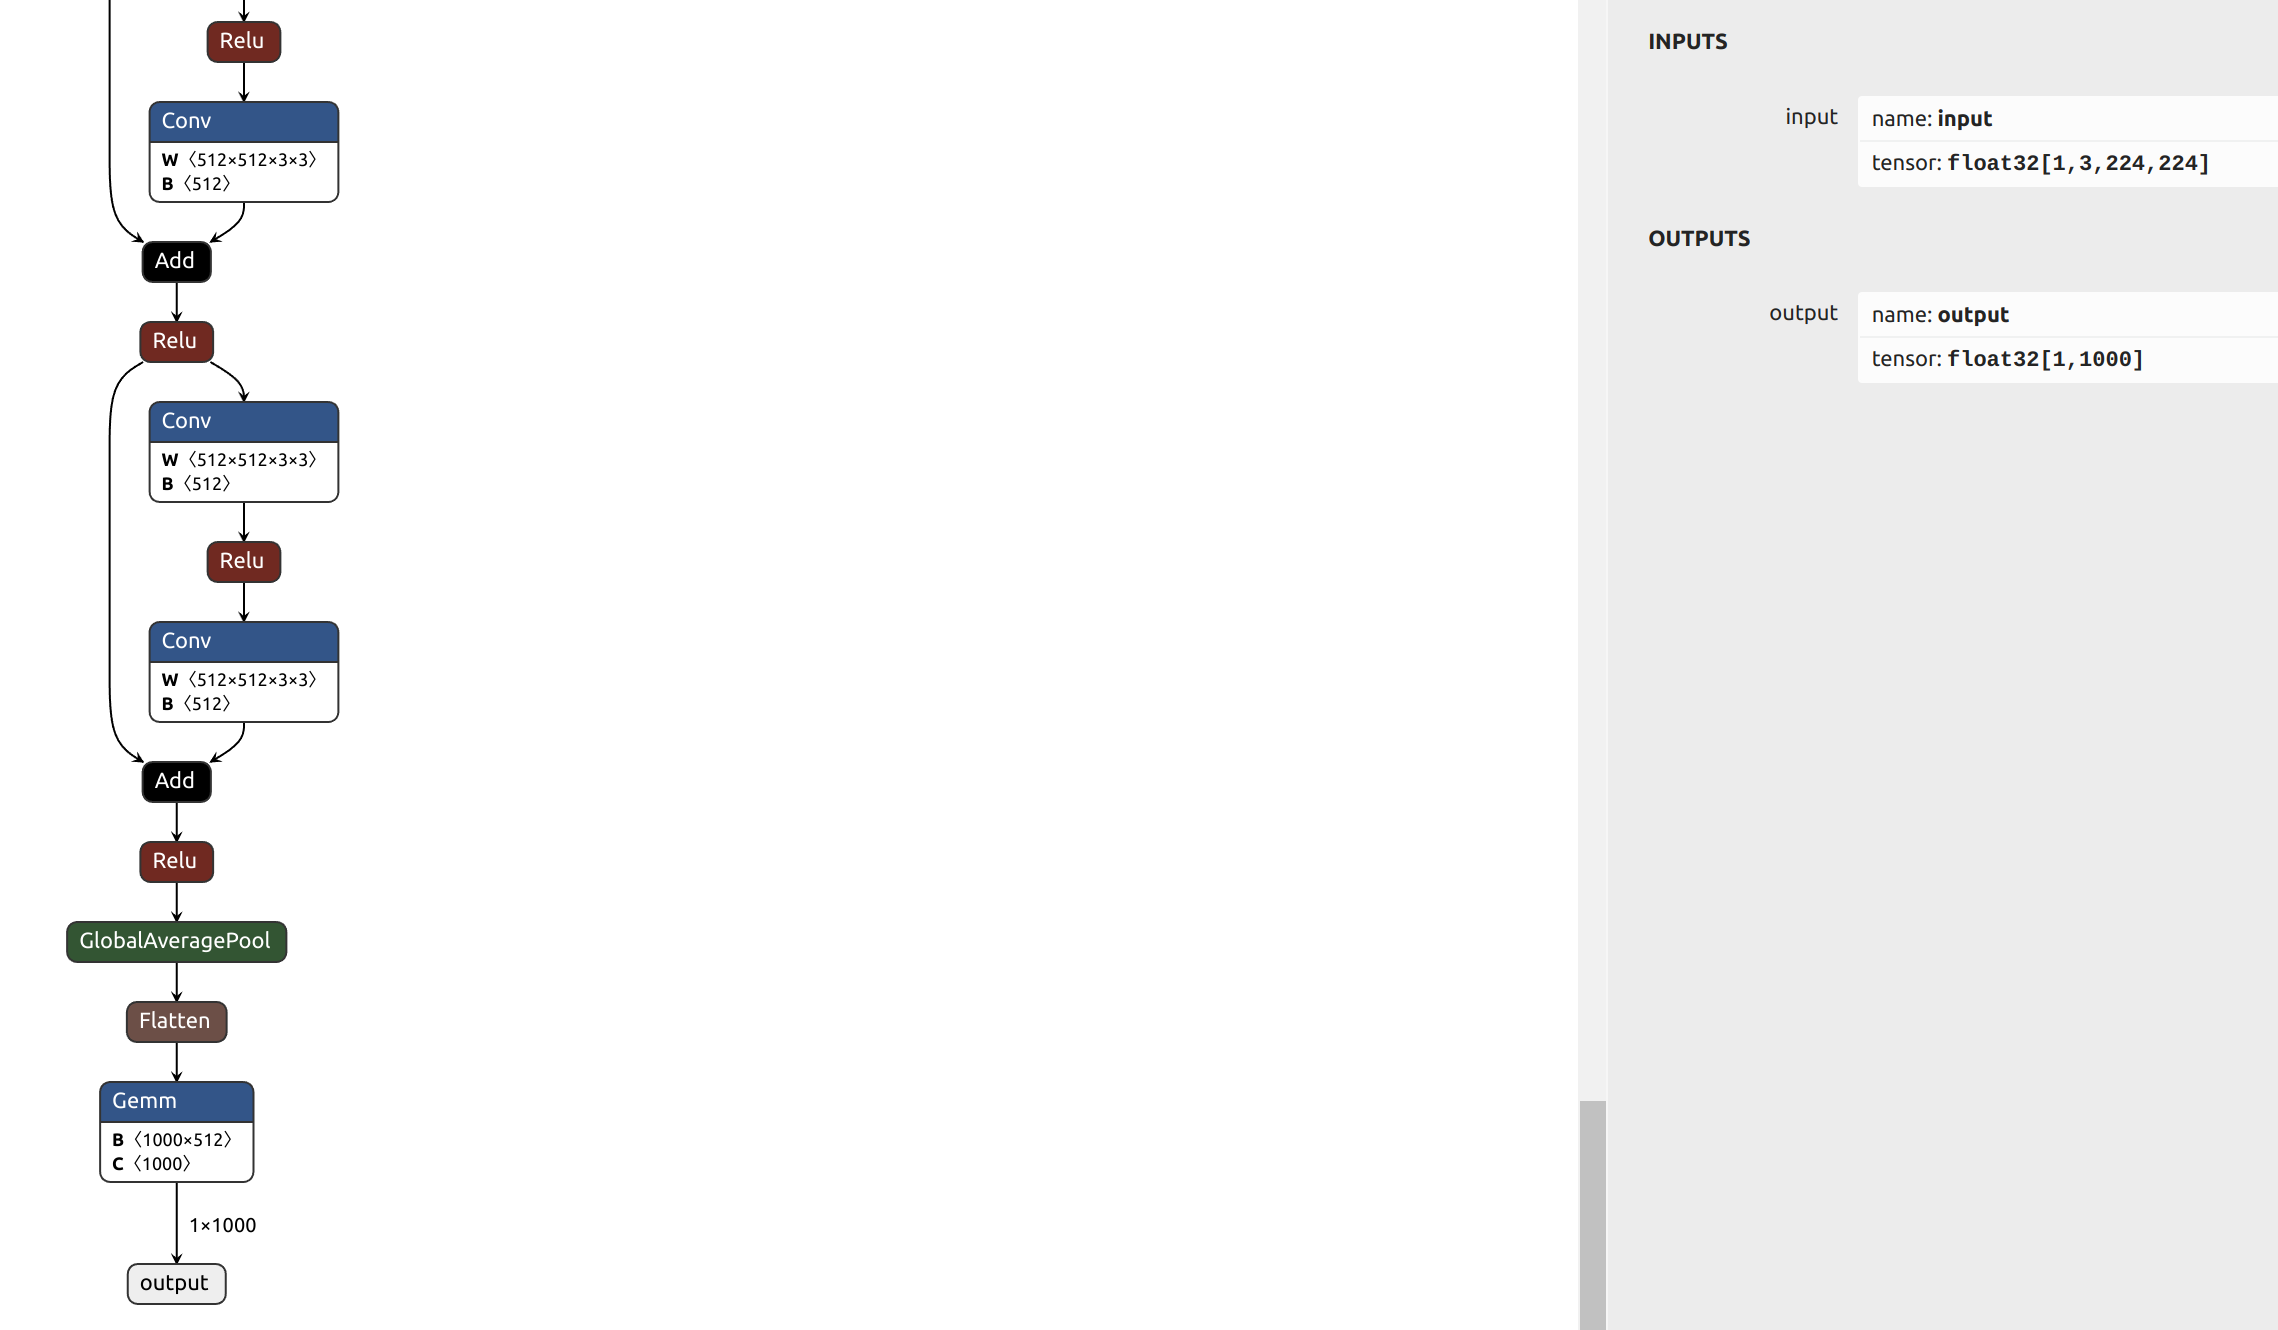 Relu
Conv
W 〈512×512×3×3〉
B 〈512〉
Add
Relu
Conv
W 〈512×512×3×3〉
B 〈512〉
Relu
Conv
W 〈512×512×3×3〉
B 〈512〉
Add
Relu
GlobalAveragePool
Flatten
Gemm
B 〈1000×512〉
C 〈1000〉
1×1000
output
INPUTS
input
name: input
tensor: float32[1,3,224,224]
OUTPUTS
output
name: output
tensor: float32[1,1000]